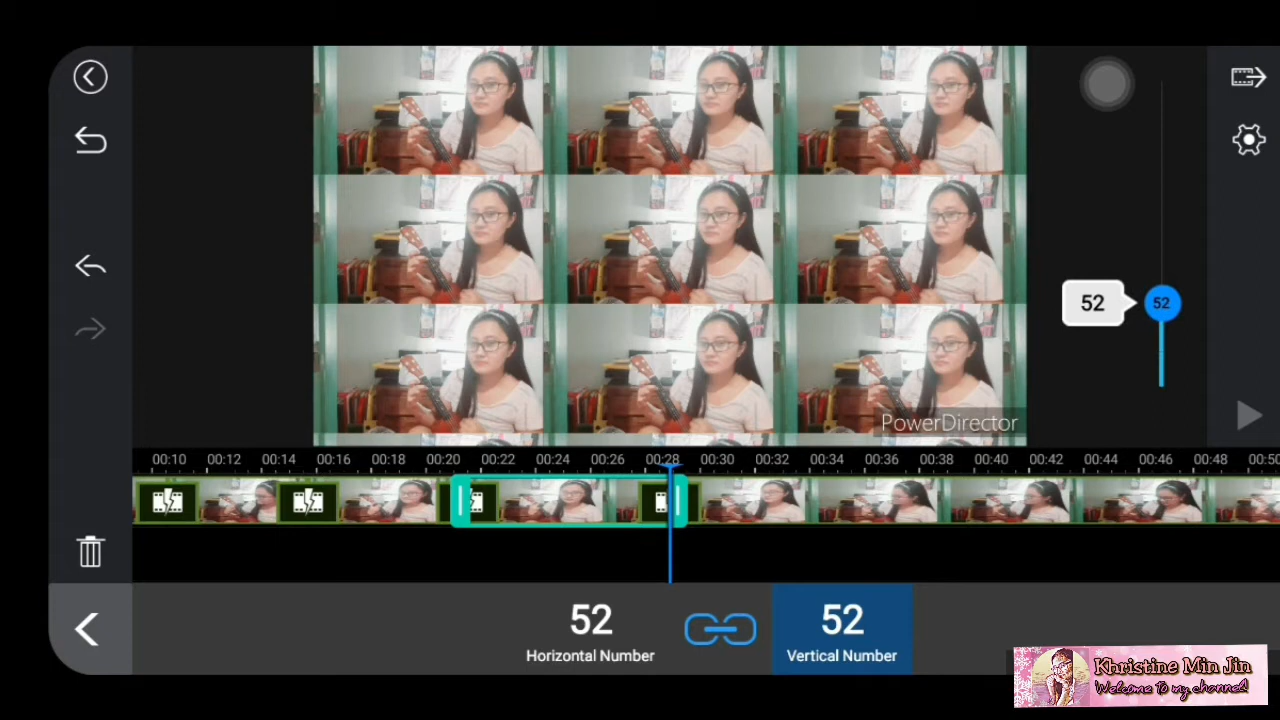 52
52
PowerDirector
00:10 00:12 00:14 00:16 00:18 00:20 00:22 00:24 00:26 00:28 00:30 00:32 00:34 00:36 00:38 00:40 00:42 00:44 00:46 00:48 00:50
52 52
Horizontal Number Vertical Number
Khristine Min Jin
Welcome To my channel